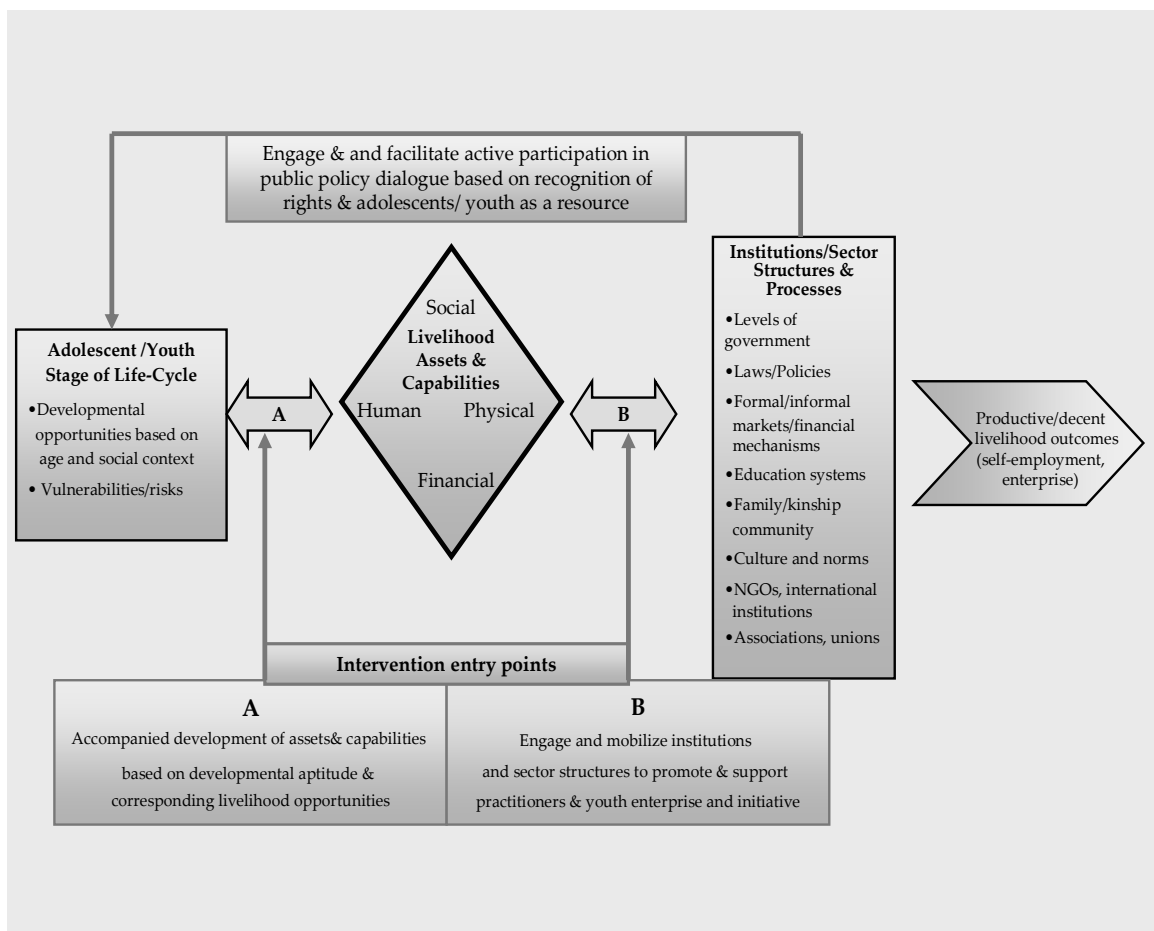 Engage & and facilitate active participation in
public policy dialogue based on recognition of
rights & adolescents/ youth as a resource
Adolescent /Youth
Stage of Life-Cycle
•Developmental
opportunities based on
age and social context
• Vulnerabilities/risks
A
Social
Livelihood
Assets &
Capabilities
Human Physical
Financial
B
Institutions/Sector
Structures &
Processes
•Levels of
government
•Laws/Policies
•Formal/informal
markets/financial
mechanisms
•Education systems
•Family/kinship
community
•Culture and norms
•NGOs, international
institutions
•Associations, unions
Productive/decent
livelihood outcomes
(self-employment,
enterprise)
Intervention entry points
A
Accompanied development of assets& capabilities
based on developmental aptitude &
corresponding livelihood opportunities
B
Engage and mobilize institutions
and sector structures to promote & support
practitioners & youth enterprise and initiative